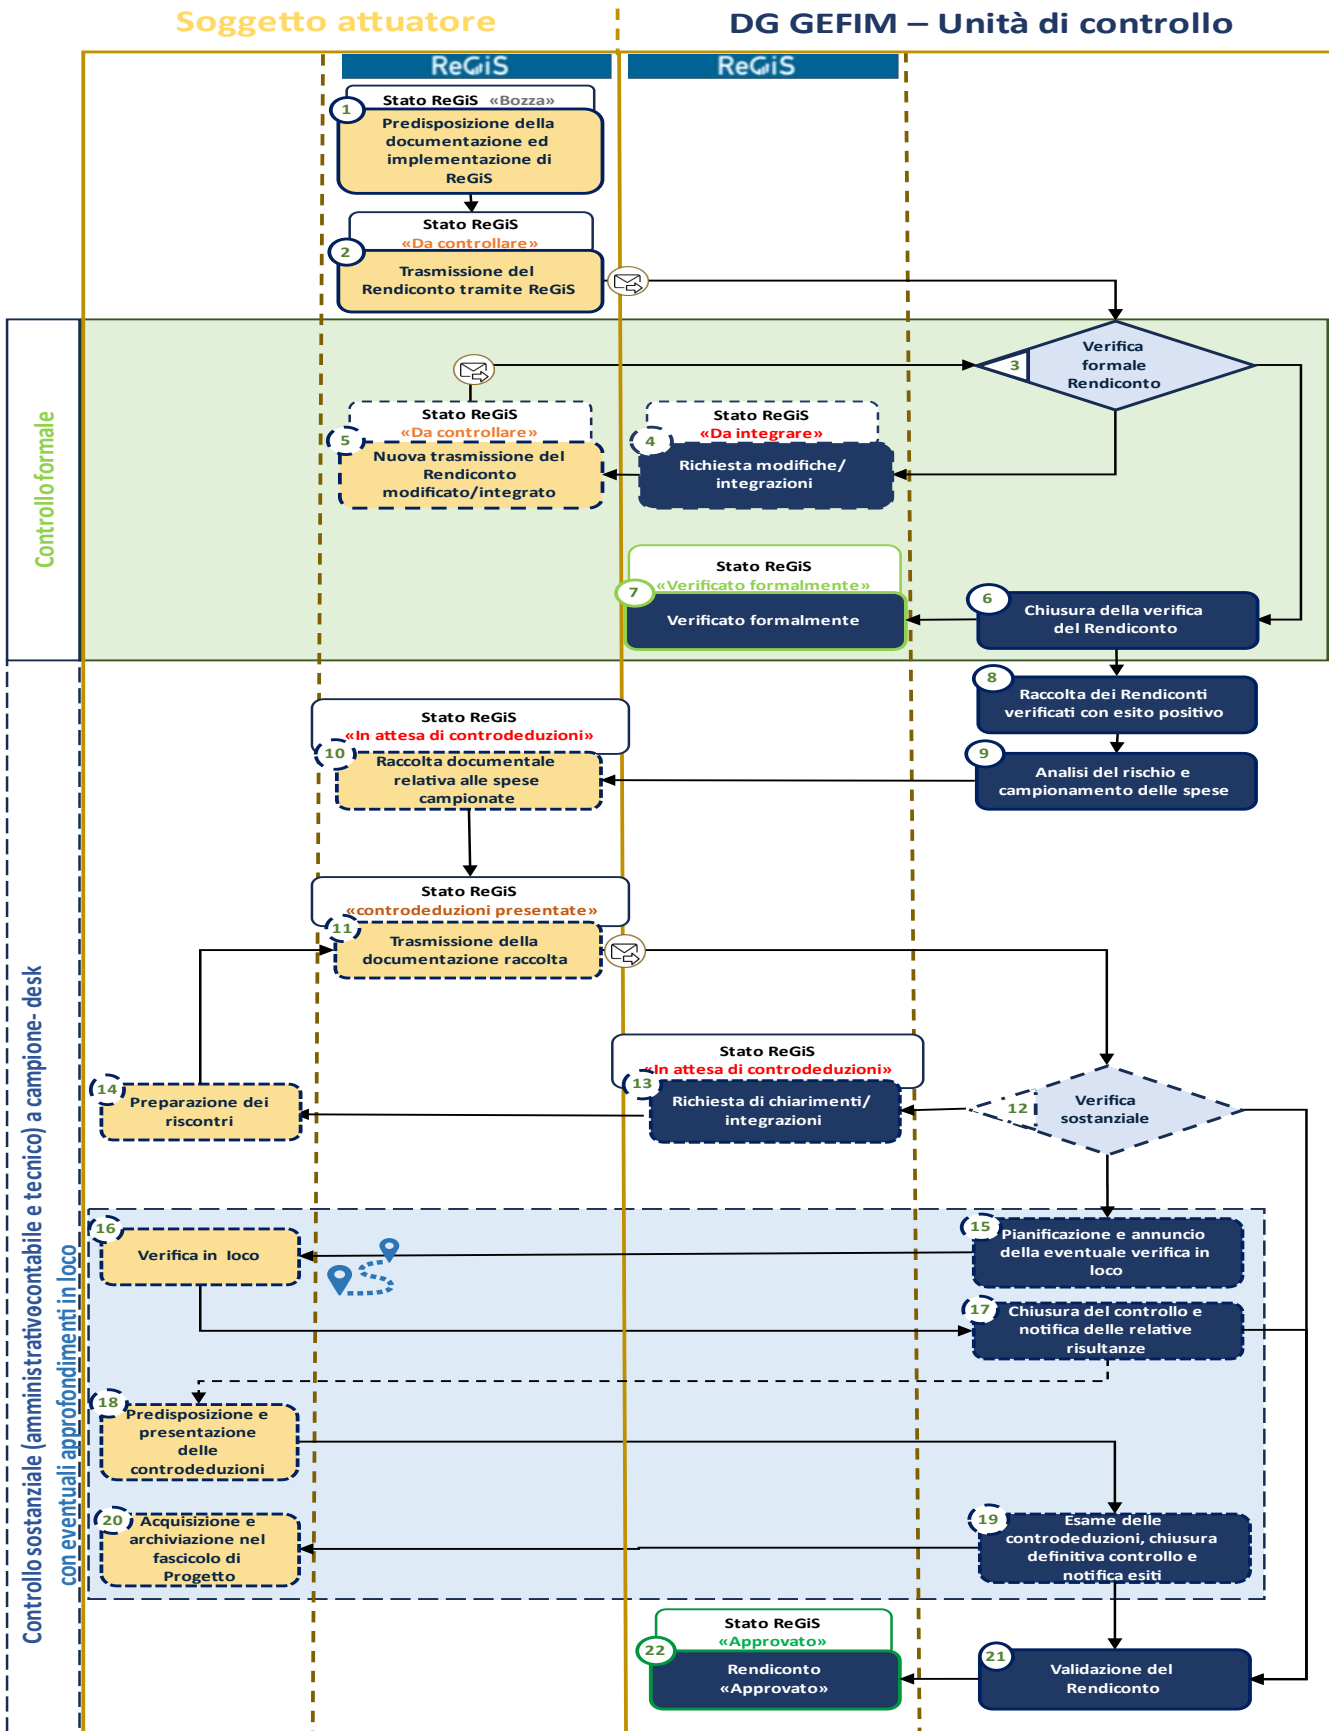 Soggetto attuatore
DG GEFIM – Unità di controllo
ReGiS
ReGiS
Stato ReGiS «Bozza»
1
Predisposizione della
documentazione ed
implementazione di
ReGiS
Stato ReGiS
«Da controllare»
2
Trasmissione del
Rendiconto tramite ReGiS
Controllo formale
3
Verifica
formale
Rendiconto
Stato ReGiS
«Da integrare»
4
Richiesta modifiche/
integrazioni
Stato ReGiS
«Da controllare»
5
Nuova trasmissione del
Rendiconto
modificato/integrato
6
Chiusura della verifica
del Rendiconto
Stato ReGiS
«Verificato formalmente»
7
Verificato formalmente
Controllo sostanziale (amministrativocontabile e tecnico) a campione- desk
con eventuali approfondimenti in loco
8
Raccolta dei Rendiconti
verificati con esito positivo
9
Analisi del rischio e
campionamento delle spese
Stato ReGiS
«In attesa di controdeduzioni»
10
Raccolta documentale
relativa alle spese
campionate
Stato ReGiS
«controdeduzioni presentate»
11
Trasmissione della
documentazione raccolta
12
Verifica
sostanziale
Stato ReGiS
«In attesa di controdeduzioni»
13
Richiesta di chiarimenti/
integrazioni
14
Preparazione dei
riscontri
15
Pianificazione e annuncio
della eventuale verifica in
loco
16
Verifica in loco
17
Chiusura del controllo e
notifica delle relative
risultanze
18
Predisposizione e
presentazione
delle
controdeduzioni
19
Esame delle
controdeduzioni, chiusura
definitiva controllo e
notifica esiti
20
Acquisizione e
archiviazione nel
fascicolo di
Progetto
21
Validazione del
Rendiconto
Stato ReGiS
«Approvato»
22
Rendiconto
«Approvato»